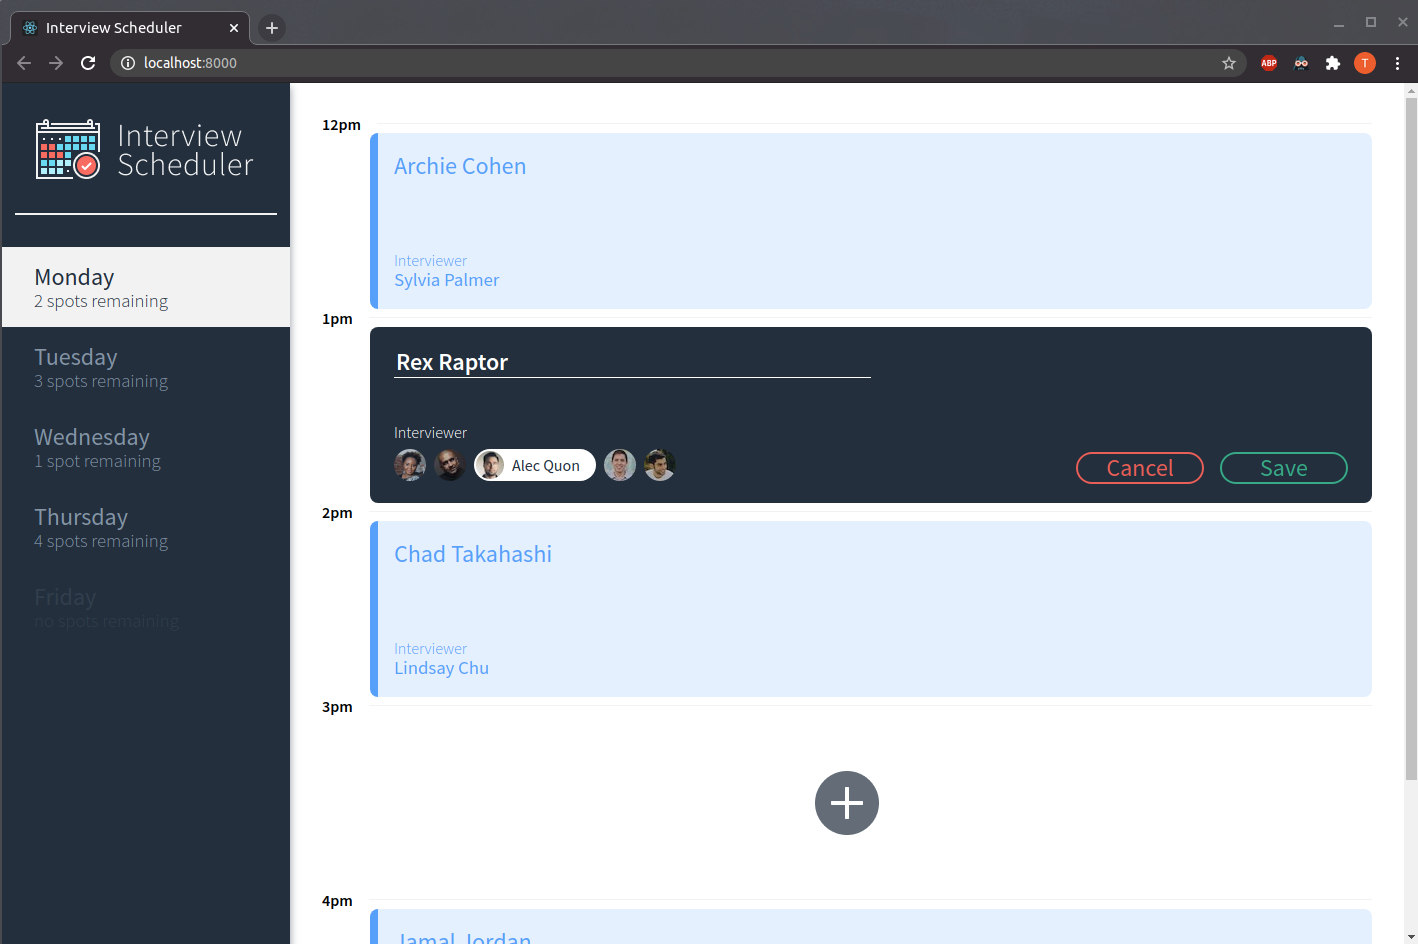 Interview Scheduler
localhost:8000
ABP
T
Interview
Scheduler
Monday
2 spots remaining
Tuesday
3 spots remaining
Wednesday
1 spot remaining
Thursday
4 spots remaining
Friday
no spots remaining
12pm
Archie Cohen
Interviewer
Sylvia Palmer
1pm
Rex Raptor
Interviewer
Alec Quon
Cancel
Save
2pm
Chad Takahashi
Interviewer
Lindsay Chu
3pm
4pm
Jamal Jordan